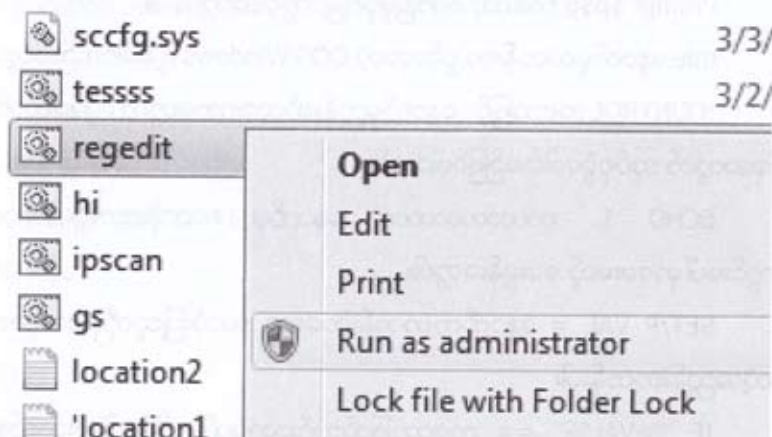 sccfg.sys 3/3/
tessss 3/2/
regedit
hi
ipscan
gs
location2
'location1
Open
Edit
Print
Run as administrator
Lock file with Folder Lock